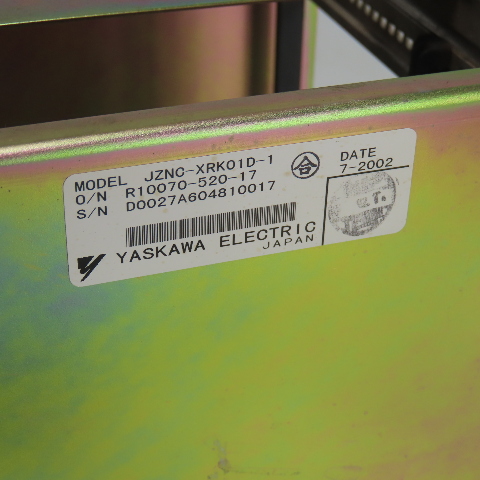 MODEL JZNC-XRK01D-1 合
O/N R10070-520-17
S/N D0027A604810017
DATE
7-2002
YASKAWA ELECTRIC
JAPAN